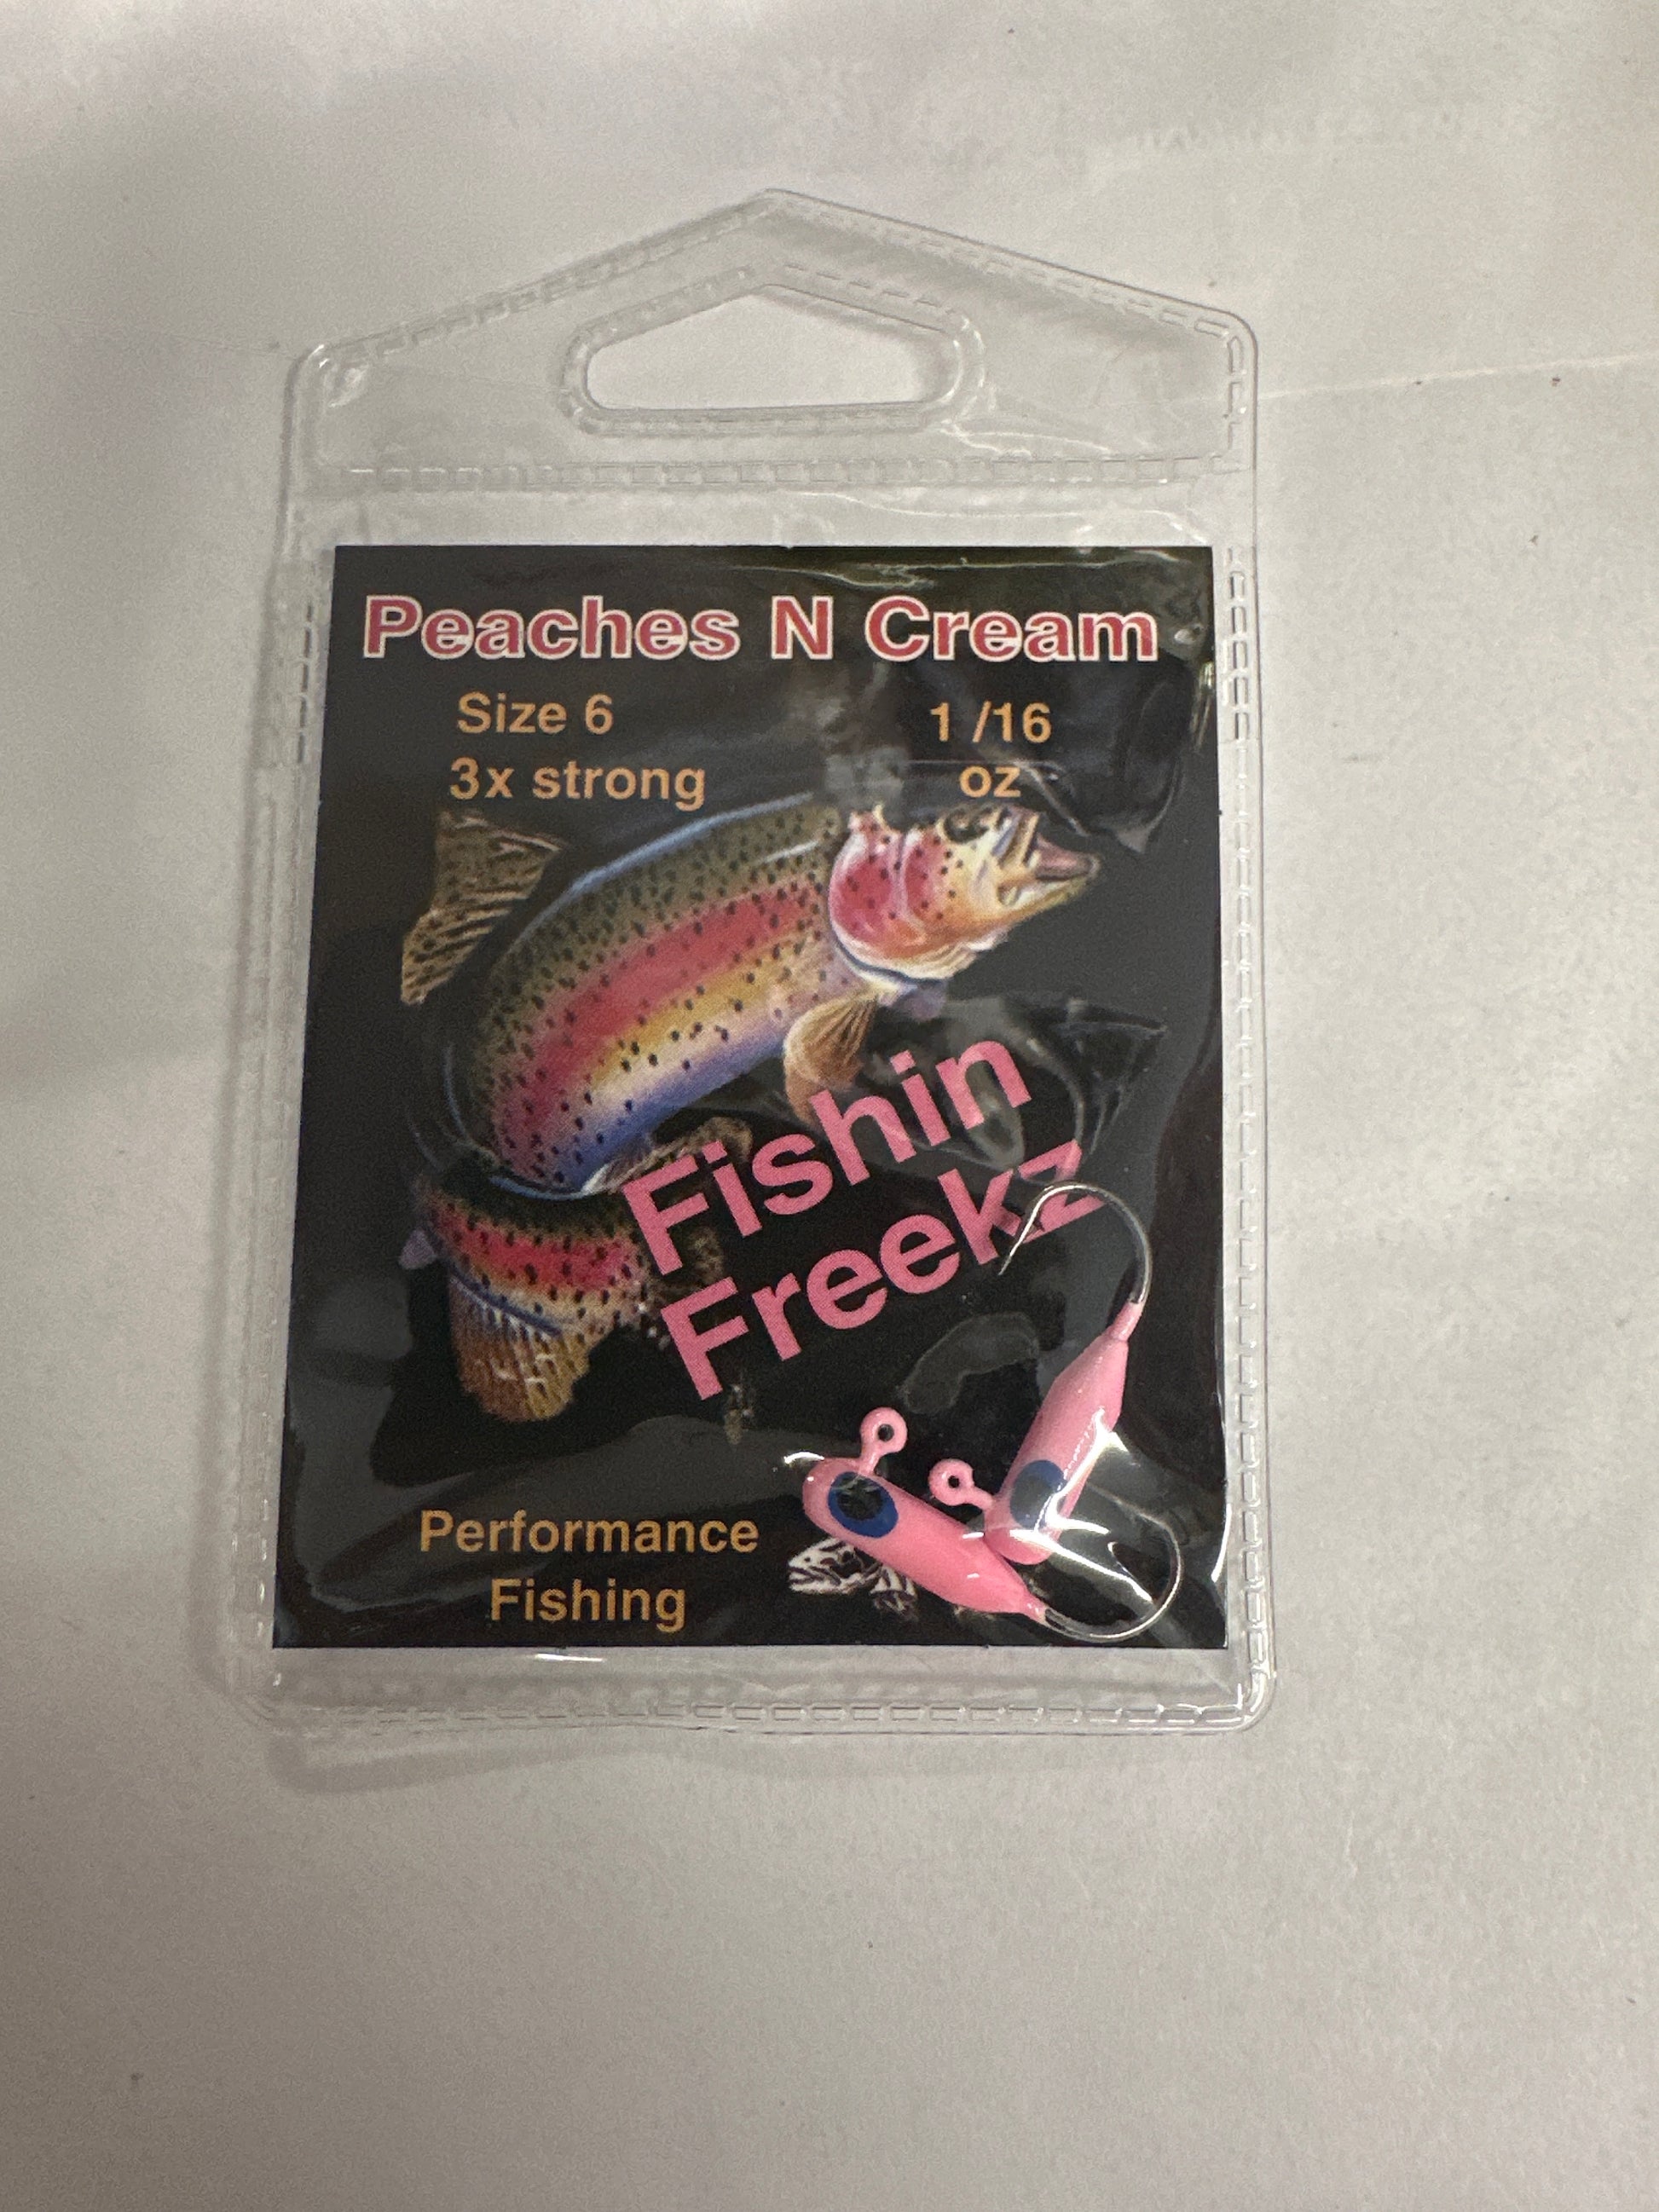 Peaches N Cream
Size 6
3x strong
1 /16
oz
Fishin
Freekz
Performance
Fishing